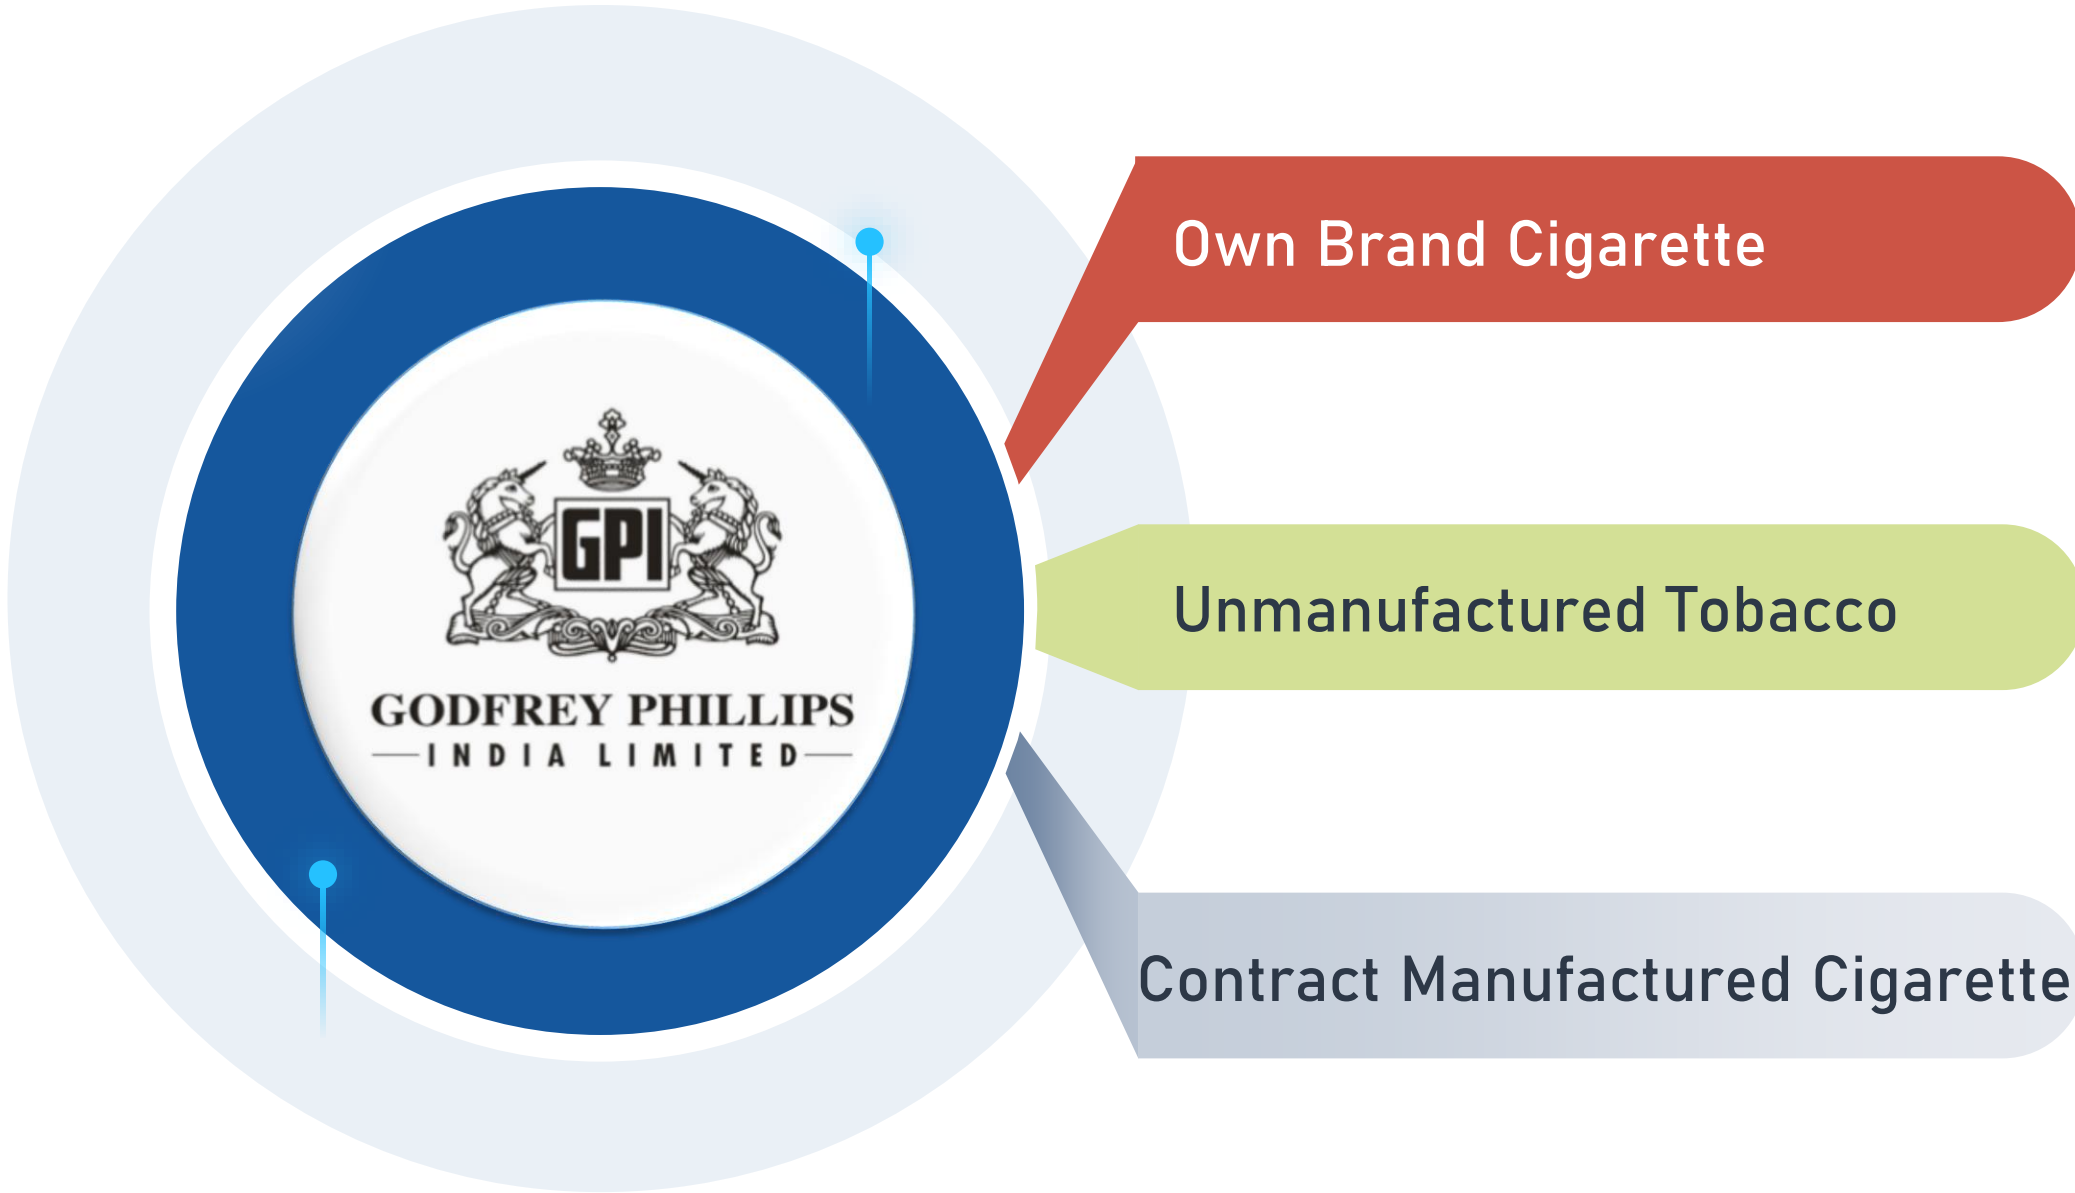 GPI
GODFREY PHILLIPS
INDIA LIMITED
Own Brand Cigarette
Unmanufactured Tobacco
Contract Manufactured Cigarette